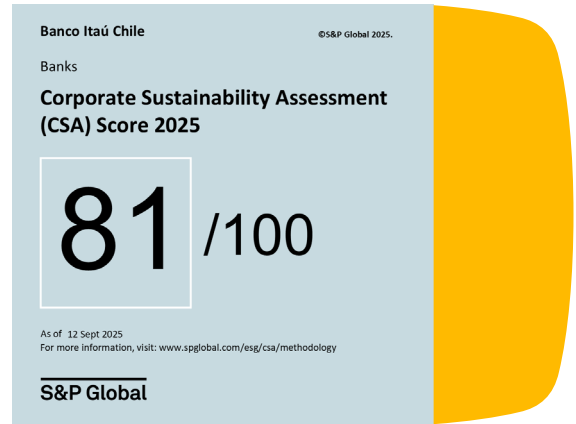 Banco Itaú Chile
©S&P Global 2025.
Banks
Corporate Sustainability Assessment
(CSA) Score 2025
81 /100
As of 12 Sept 2025
For more information, visit: www.spglobal.com/esg/csa/methodology
S&P Global